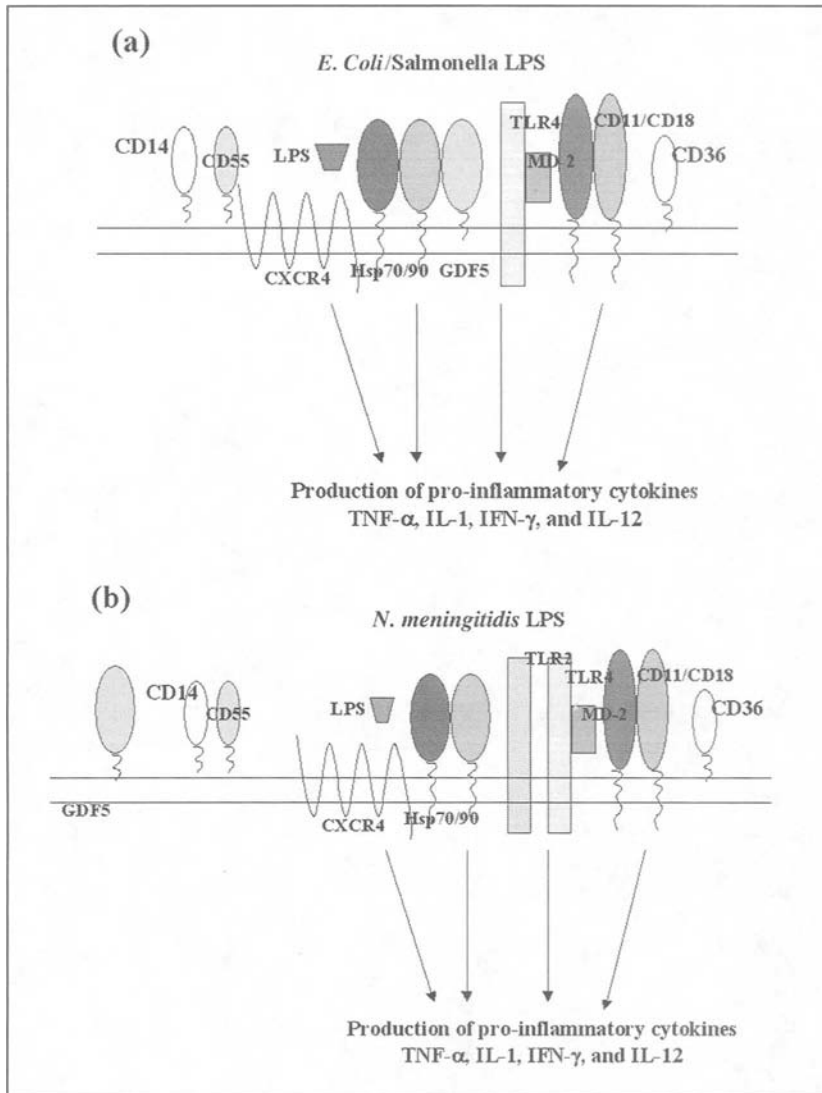 (a)
E. Coli/Salmonella LPS
CD14
CD55
LPS
TLR4
MD-2
CD11/CD18
CD36
CXCR4
Hsp70/90
GDF5
Production of pro-inflammatory cytokines
TNF-α, IL-1, IFN-γ, and IL-12
(b)
N. meningitidis LPS
GDF5
CD14
CD55
LPS
TLR2
TLR4
MD-2
CD11/CD18
CD36
CXCR4
Hsp70/90
Production of pro-inflammatory cytokines
TNF-α, IL-1, IFN-γ, and IL-12